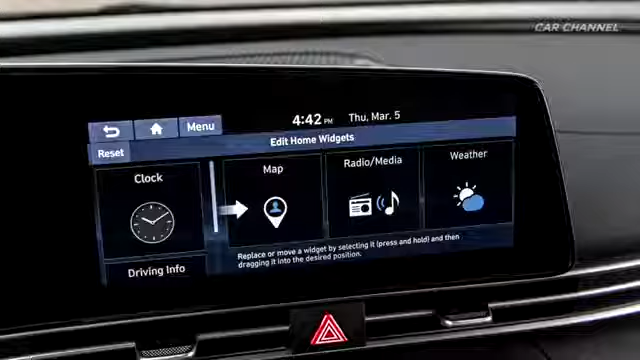 CAR CHANNEL
4:42 PM Thu, Mar. 5
Menu
Edit Home Widgets
Reset
Clock
Map
Radio/Media
Weather
Driving Info
Replace or move a widget by selecting it (press and hold) and then
dragging it into the desired position.